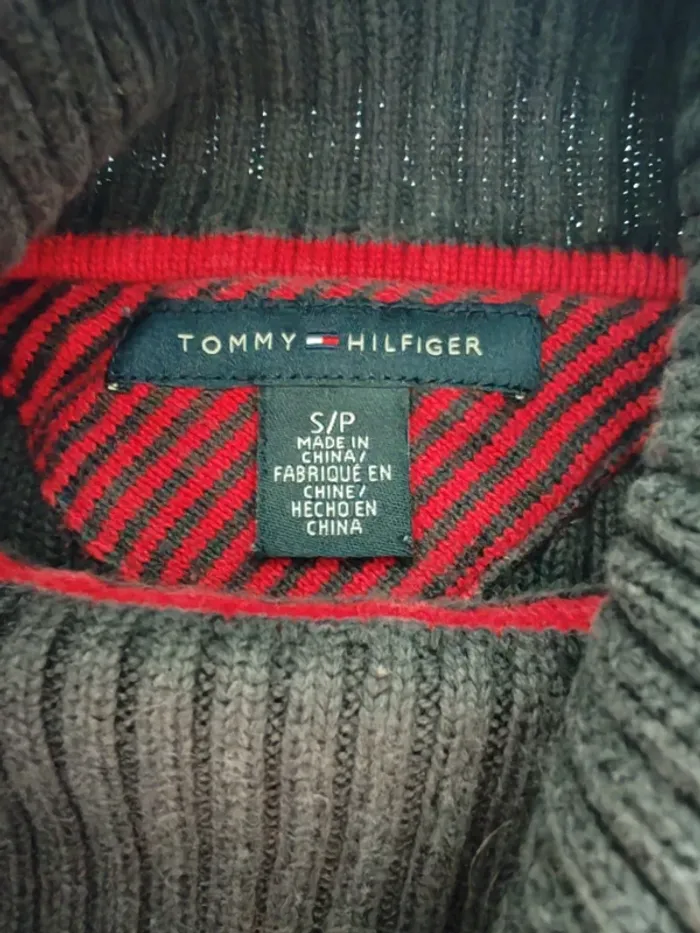 TOMMY HILFIGER
S/P
MADE IN
CHINA/
FABRIQUÉ EN
CHINE/
HECHO EN
CHINA